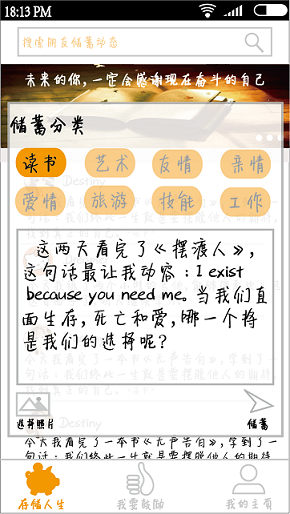 18:13 PM
搜索朋友储蓄动态
未来的你,一定会感谢现在奋斗的自己
储蓄分类
读书 艺术 友情 亲情
爱情 旅游 技能 工作
这两天看完了《摆渡人》,
这句话最让我动容:I exist
because you need me。当我们直
面生存,死亡和爱,哪一个将
是我们的选择呢?
选择照片 储蓄
Destiny
今天我看完了一本书《无声告白》,学到了一
句话:我们终此一生就是要摆脱他人的期待
存储人生 我要鼓励 我的主页